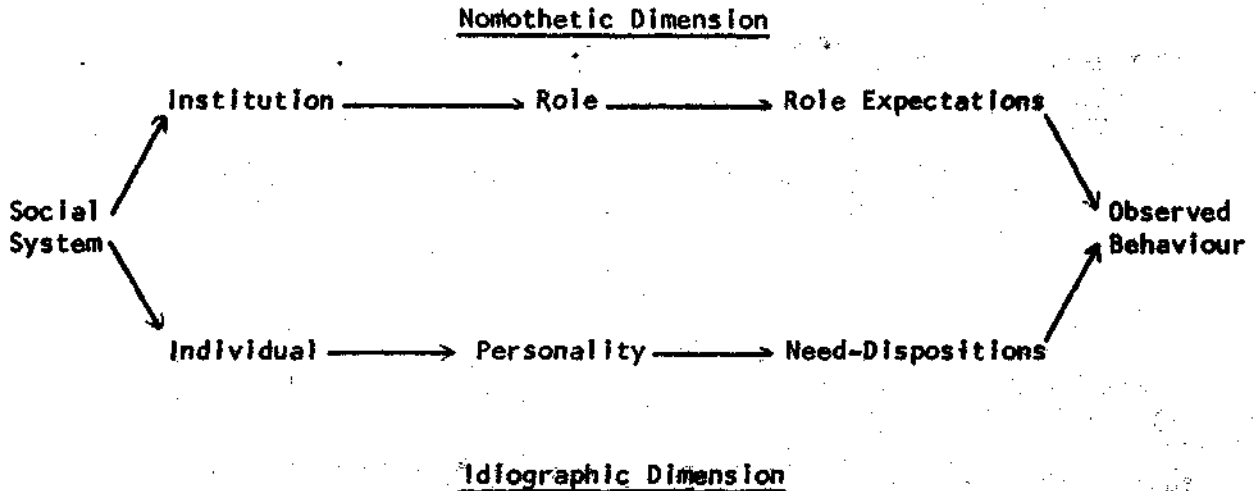 Nomothetic Dimension
Institution Role Role Expectations
Social
System
Observed
Behaviour
Individual Personality Need-Dispositions
Idiographic Dimension